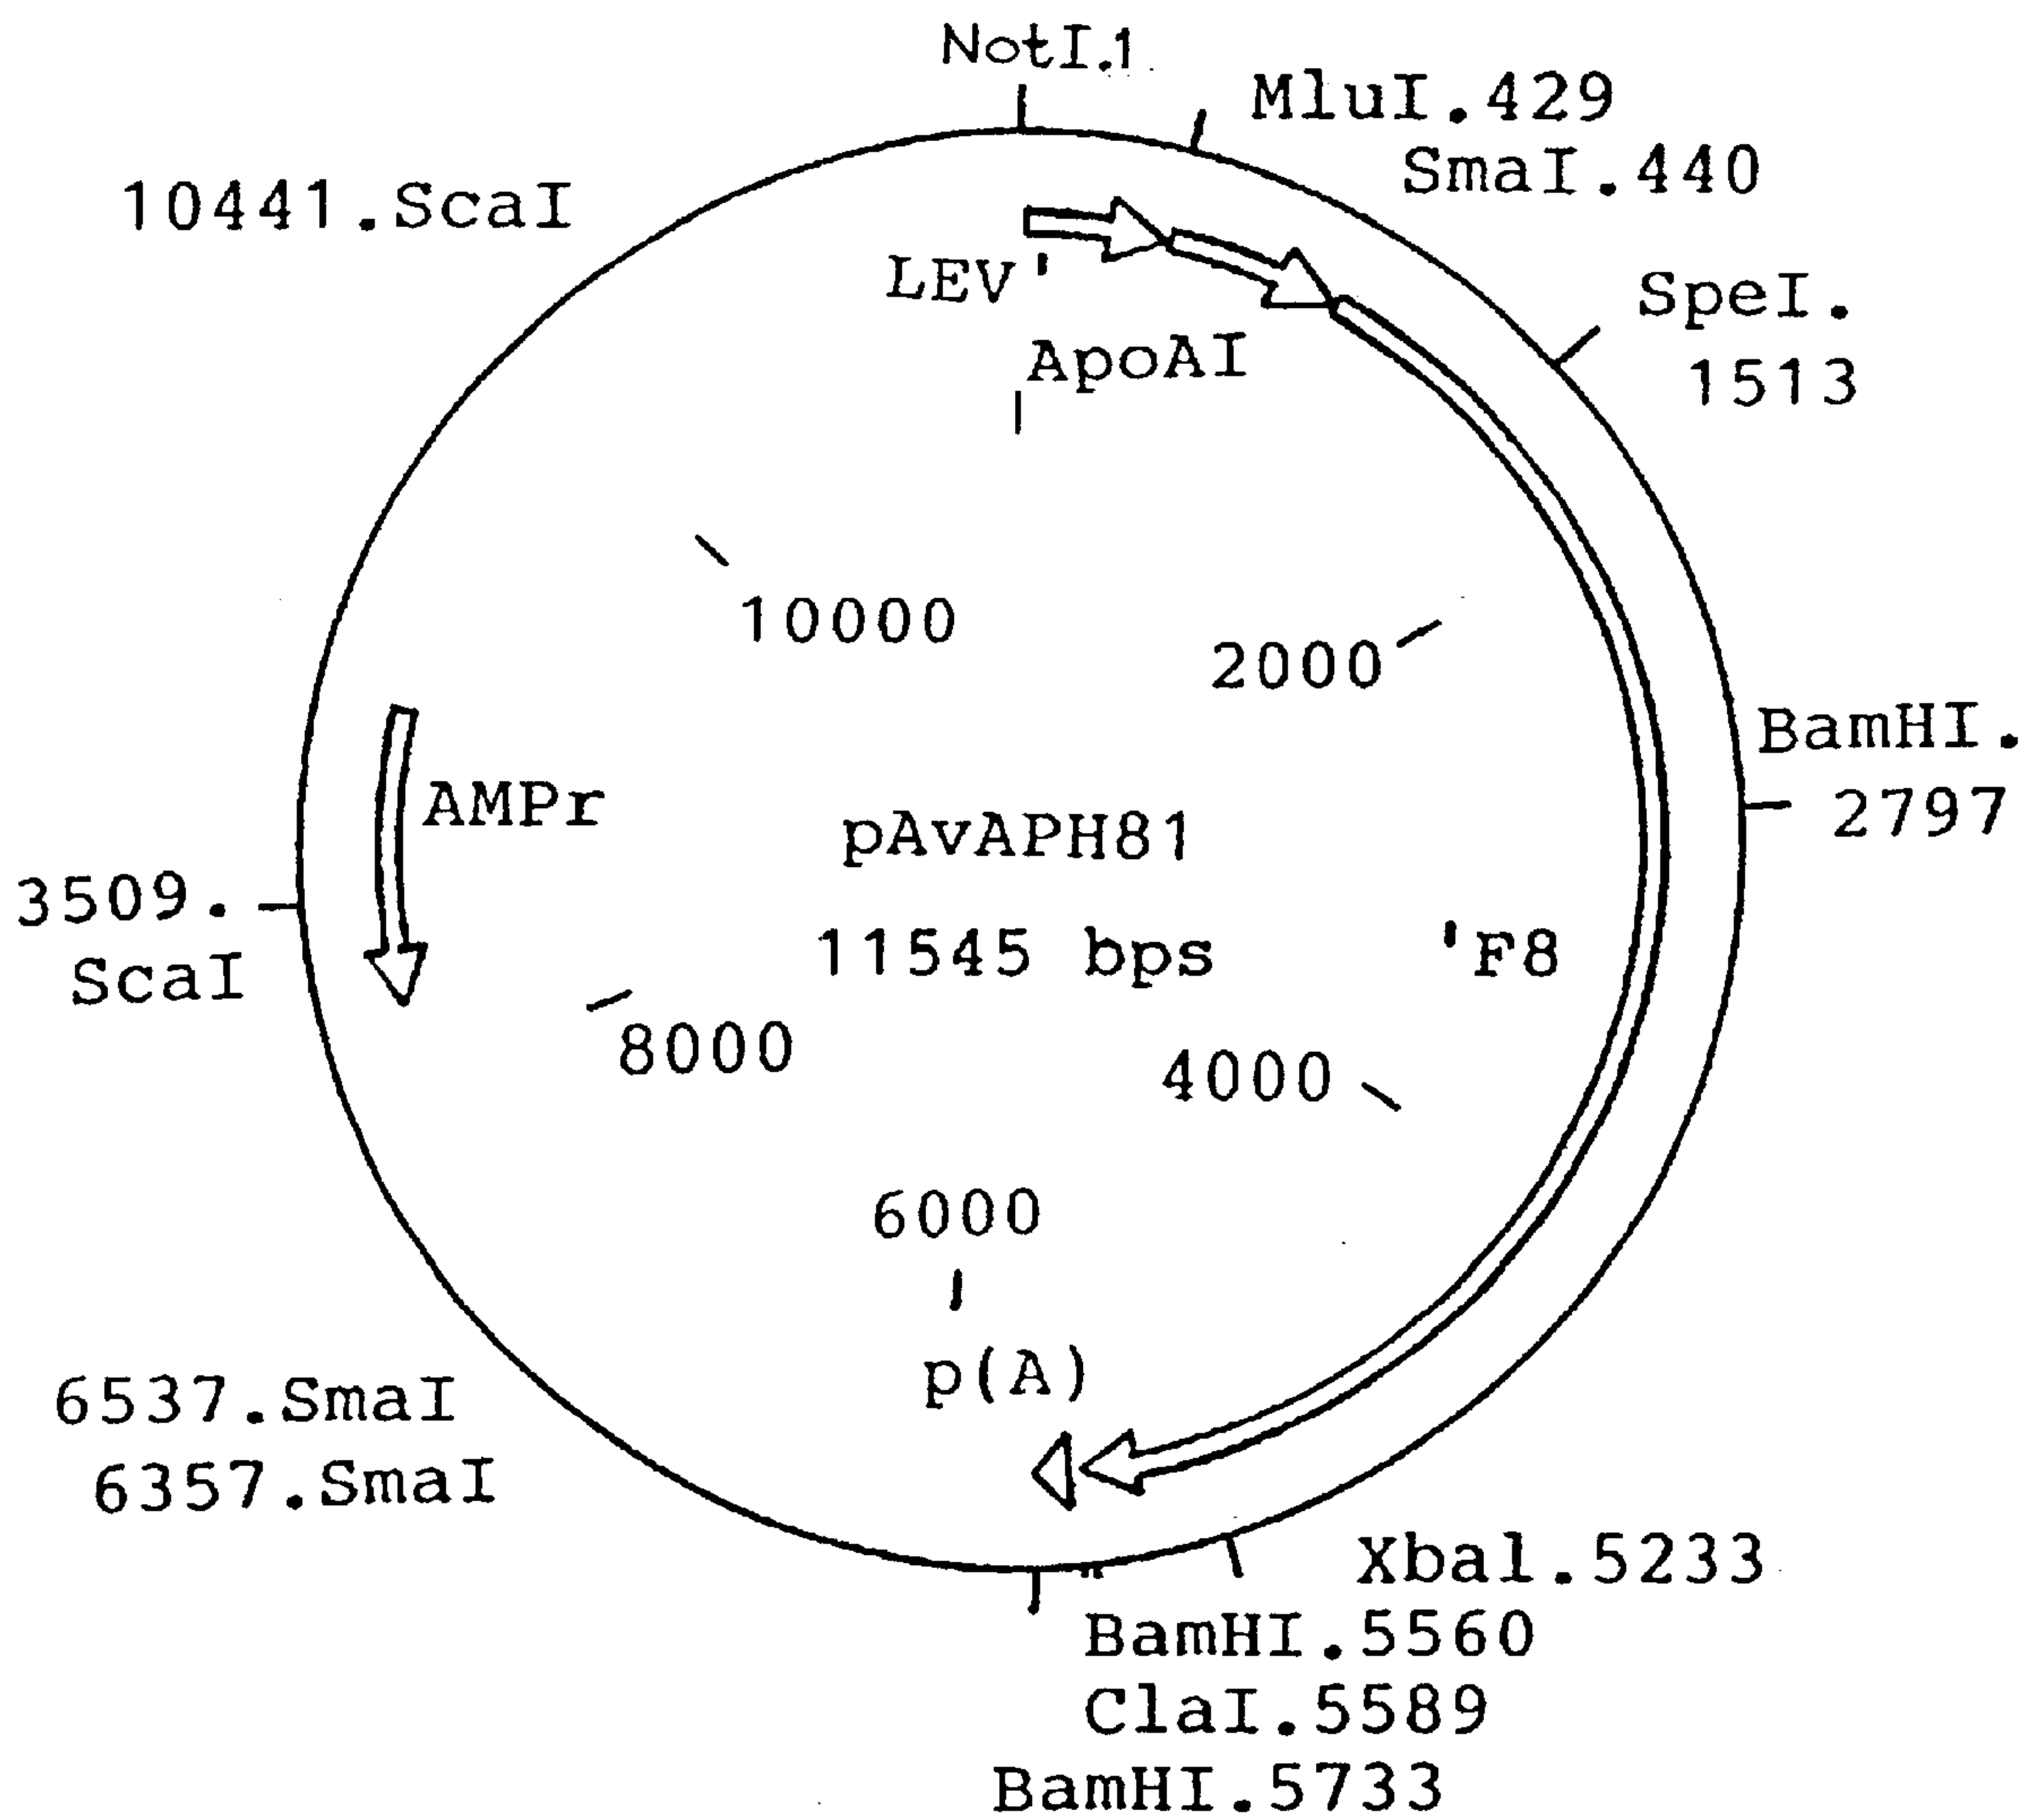 NotI.1
MluI.429
SmaI.440
10441.ScaI
LEV'
SpeI.
1513
ApoAI
10000
2000
BamHI.
2797
AMPr
pAvAPH81
3509.
ScaI
11545 bps
'F8
8000
4000
6000
p(A)
6537.SmaI
6357.SmaI
Xbal.5233
BamHI.5560
ClaI.5589
BamHI.5733